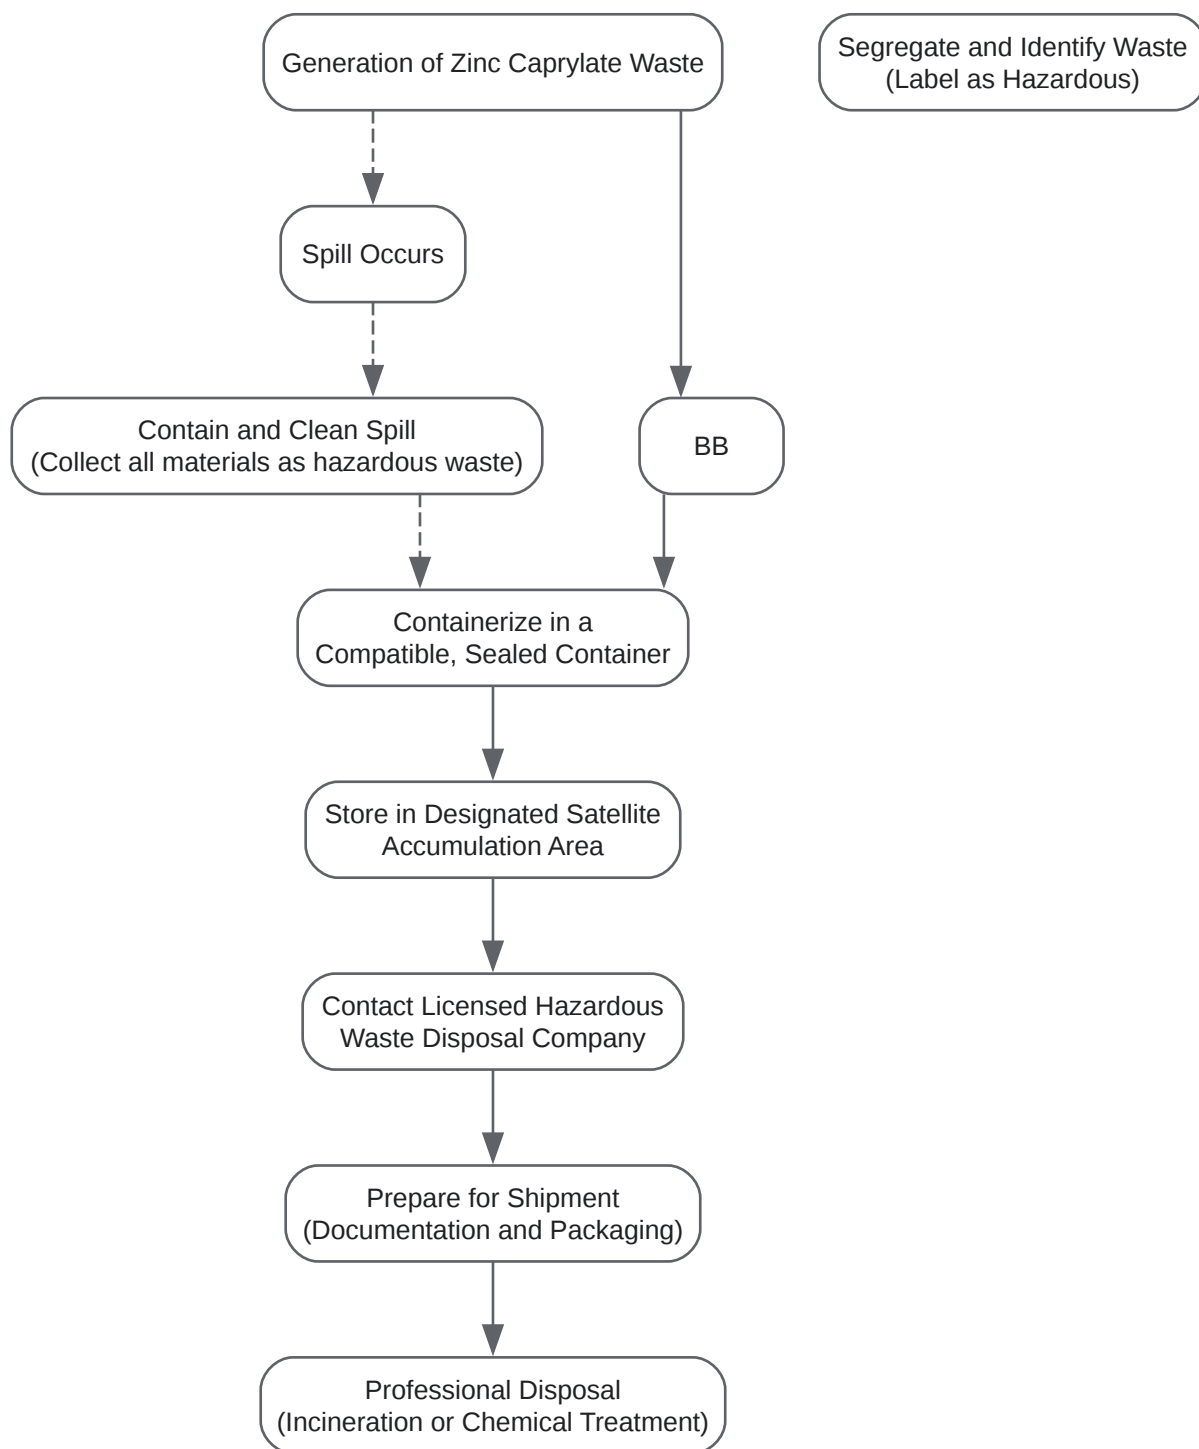 Generation of Zinc Caprylate Waste
Segregate and Identify Waste
(Label as Hazardous)
Spill Occurs
Contain and Clean Spill
(Collect all materials as hazardous waste)
BB
Containerize in a
Compatible, Sealed Container
Store in Designated Satellite
Accumulation Area
Contact Licensed Hazardous
Waste Disposal Company
Prepare for Shipment
(Documentation and Packaging)
Professional Disposal
(Incineration or Chemical Treatment)